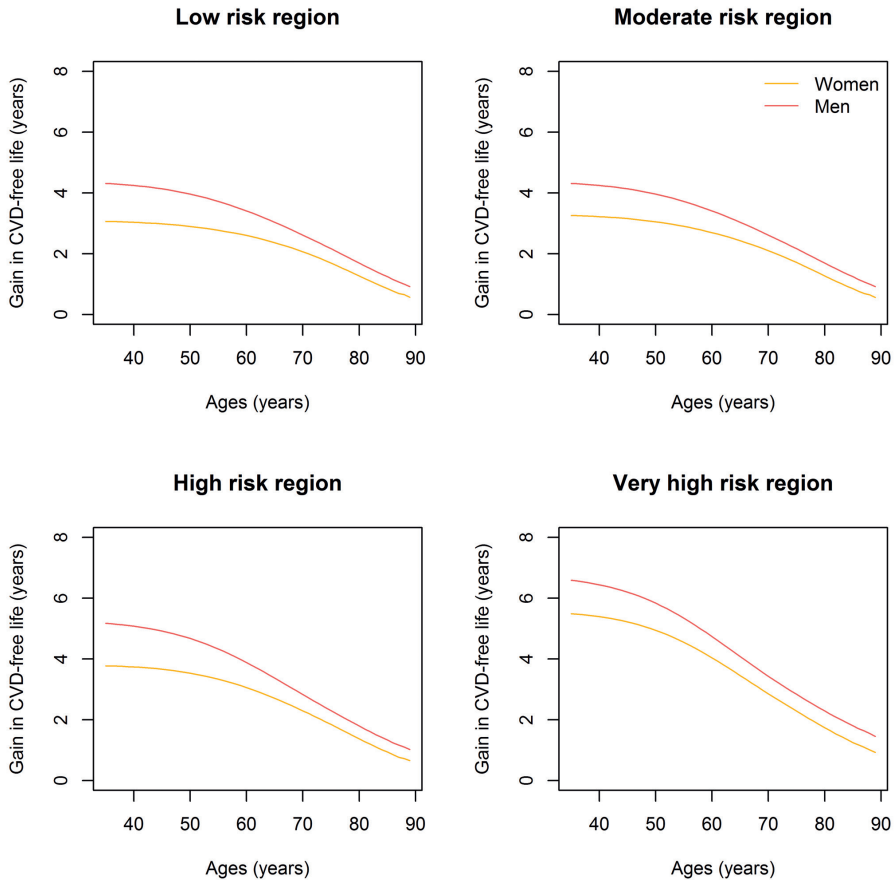 Low risk region
Gain in CVD-free life (years)
8
6
4
2
0
40 50 60 70 80 90
Ages (years)
Moderate risk region
Gain in CVD-free life (years)
8
6
4
2
0
Women
Men
40 50 60 70 80 90
Ages (years)
High risk region
Gain in CVD-free life (years)
8
6
4
2
0
40 50 60 70 80 90
Ages (years)
Very high risk region
Gain in CVD-free life (years)
8
6
4
2
0
40 50 60 70 80 90
Ages (years)